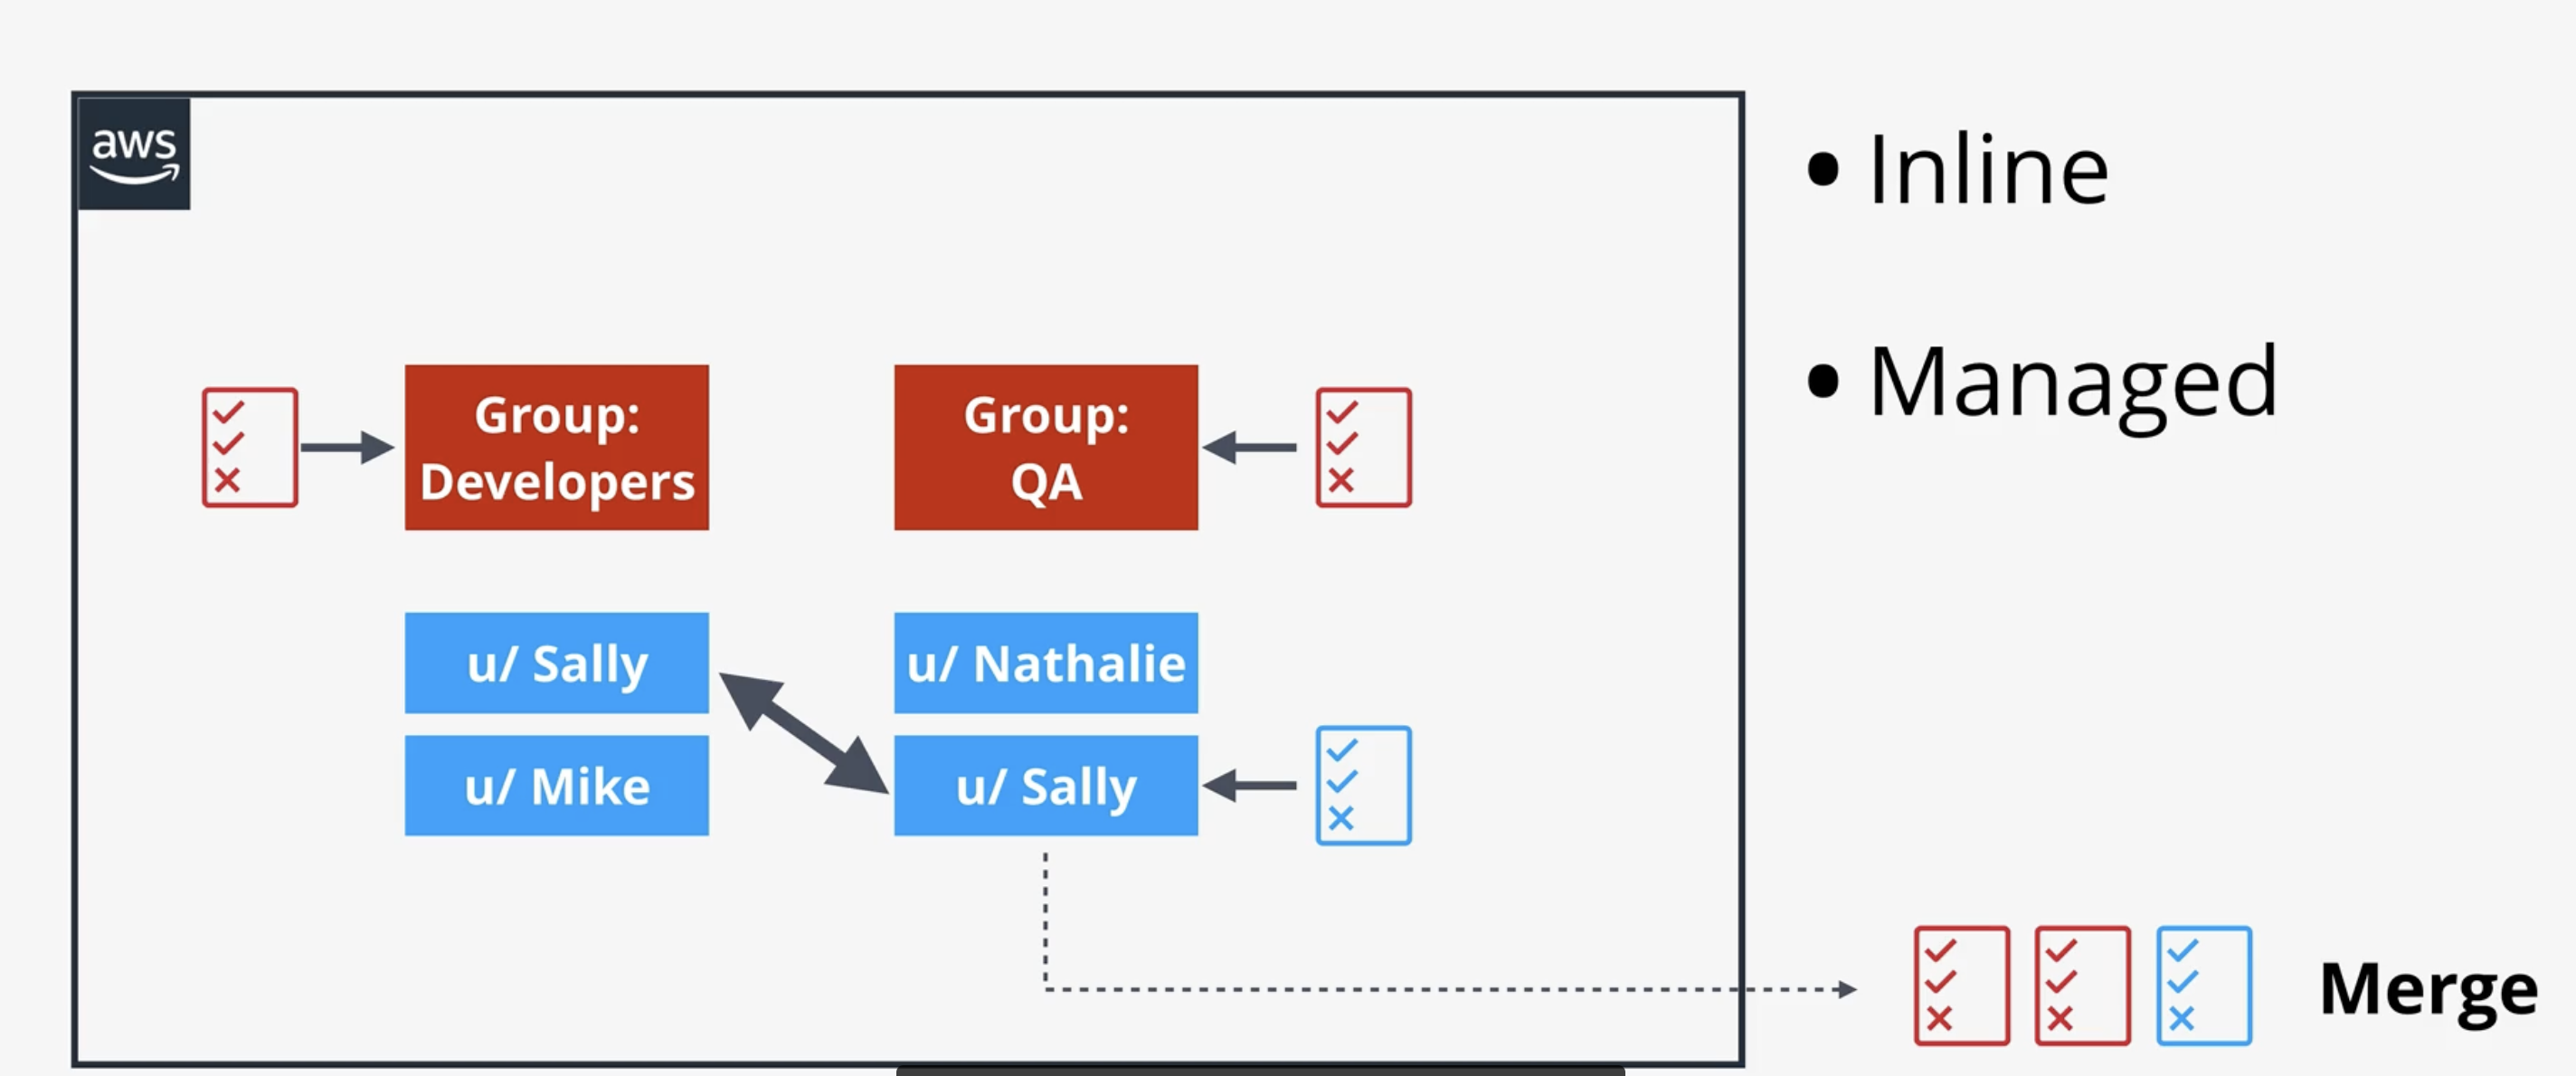 aws
• Inline
• Managed
Group:
Developers
Group:
QA
u/ Sally
u/ Nathalie
u/ Mike
u/ Sally
Merge